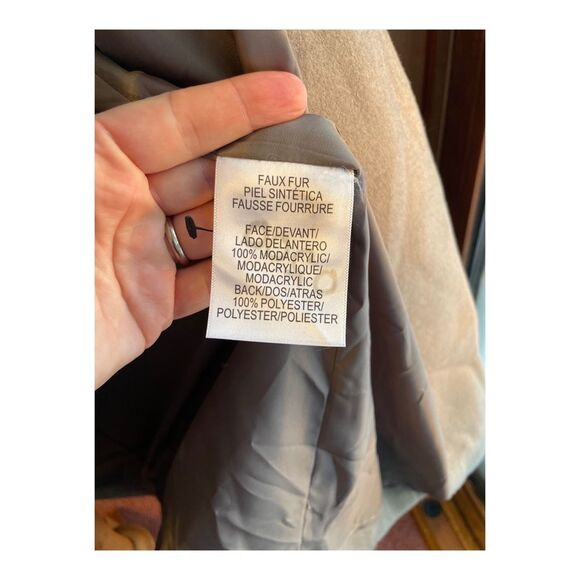 FAUX FUR
PIEL SINTÉTICA
FAUSSE FOURRURE
FACE/DEVANT/
LADO DELANTERO
100% MODACRYLIC/
MODACRYLIQUE/
MODACRYLIC
BACK/DOS/ATRAS
100% POLYESTER/
POLYESTER/POLIESTER